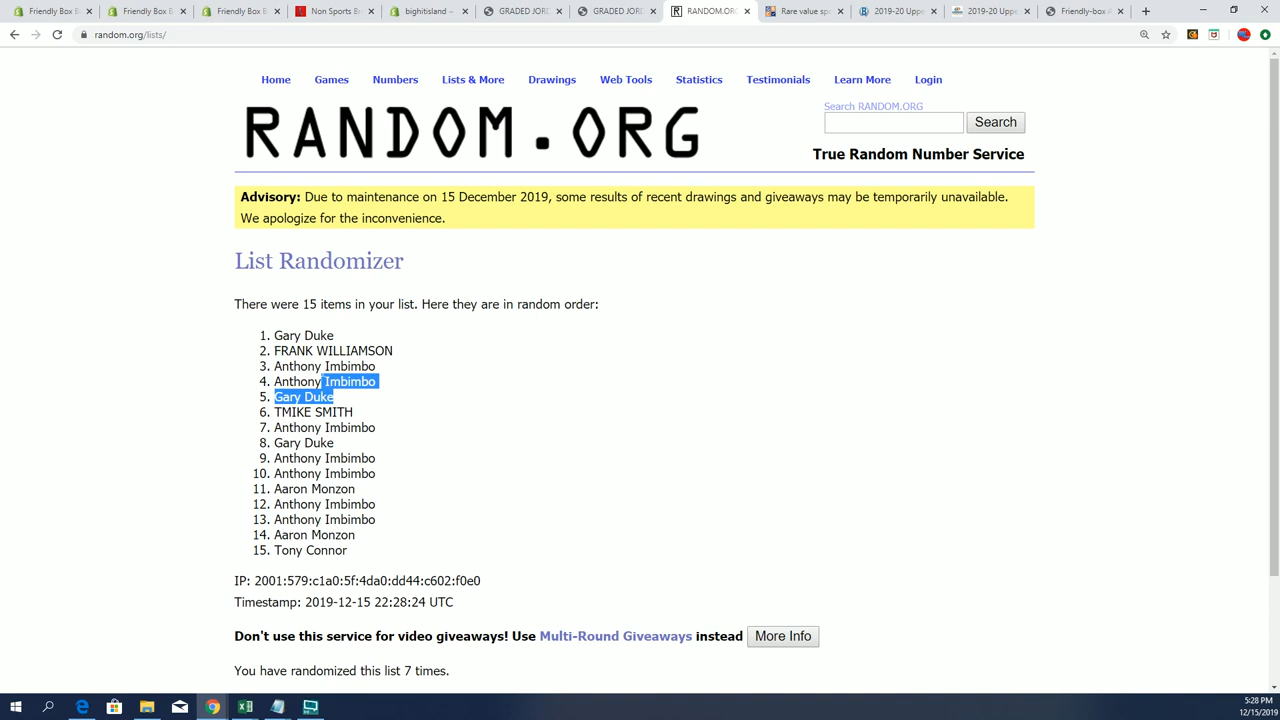 Friendly Box B
Friendly Box B
Friendly Box B
Non Sports Br
bighitisland –
GRADED JORD
GRADED JORD
RANDOM.ORG
Rare value spo
2019-20 Uppe
2019-20 Uppe
Friendly-box A
random.org/lists/
Home Games Numbers Lists & More Drawings Web Tools Statistics Testimonials Learn More Login
RANDOM.ORG
Search RANDOM.ORG
Search
True Random Number Service
Advisory: Due to maintenance on 15 December 2019, some results of recent drawings and giveaways may be temporarily unavailable.
We apologize for the inconvenience.
List Randomizer
There were 15 items in your list. Here they are in random order:
1. Gary Duke
2. FRANK WILLIAMSON
3. Anthony Imbimbo
4. Anthony Imbimbo
5. Gary Duke
6. TMIKE SMITH
7. Anthony Imbimbo
8. Gary Duke
9. Anthony Imbimbo
10. Anthony Imbimbo
11. Aaron Monzon
12. Anthony Imbimbo
13. Anthony Imbimbo
14. Aaron Monzon
15. Tony Connor
IP: 2001:579:c1a0:5f:4da0:dd44:c602:f0e0
Timestamp: 2019-12-15 22:28:24 UTC
Don't use this service for video giveaways! Use Multi-Round Giveaways instead More Info
You have randomized this list 7 times.
5:28 PM
12/15/2019